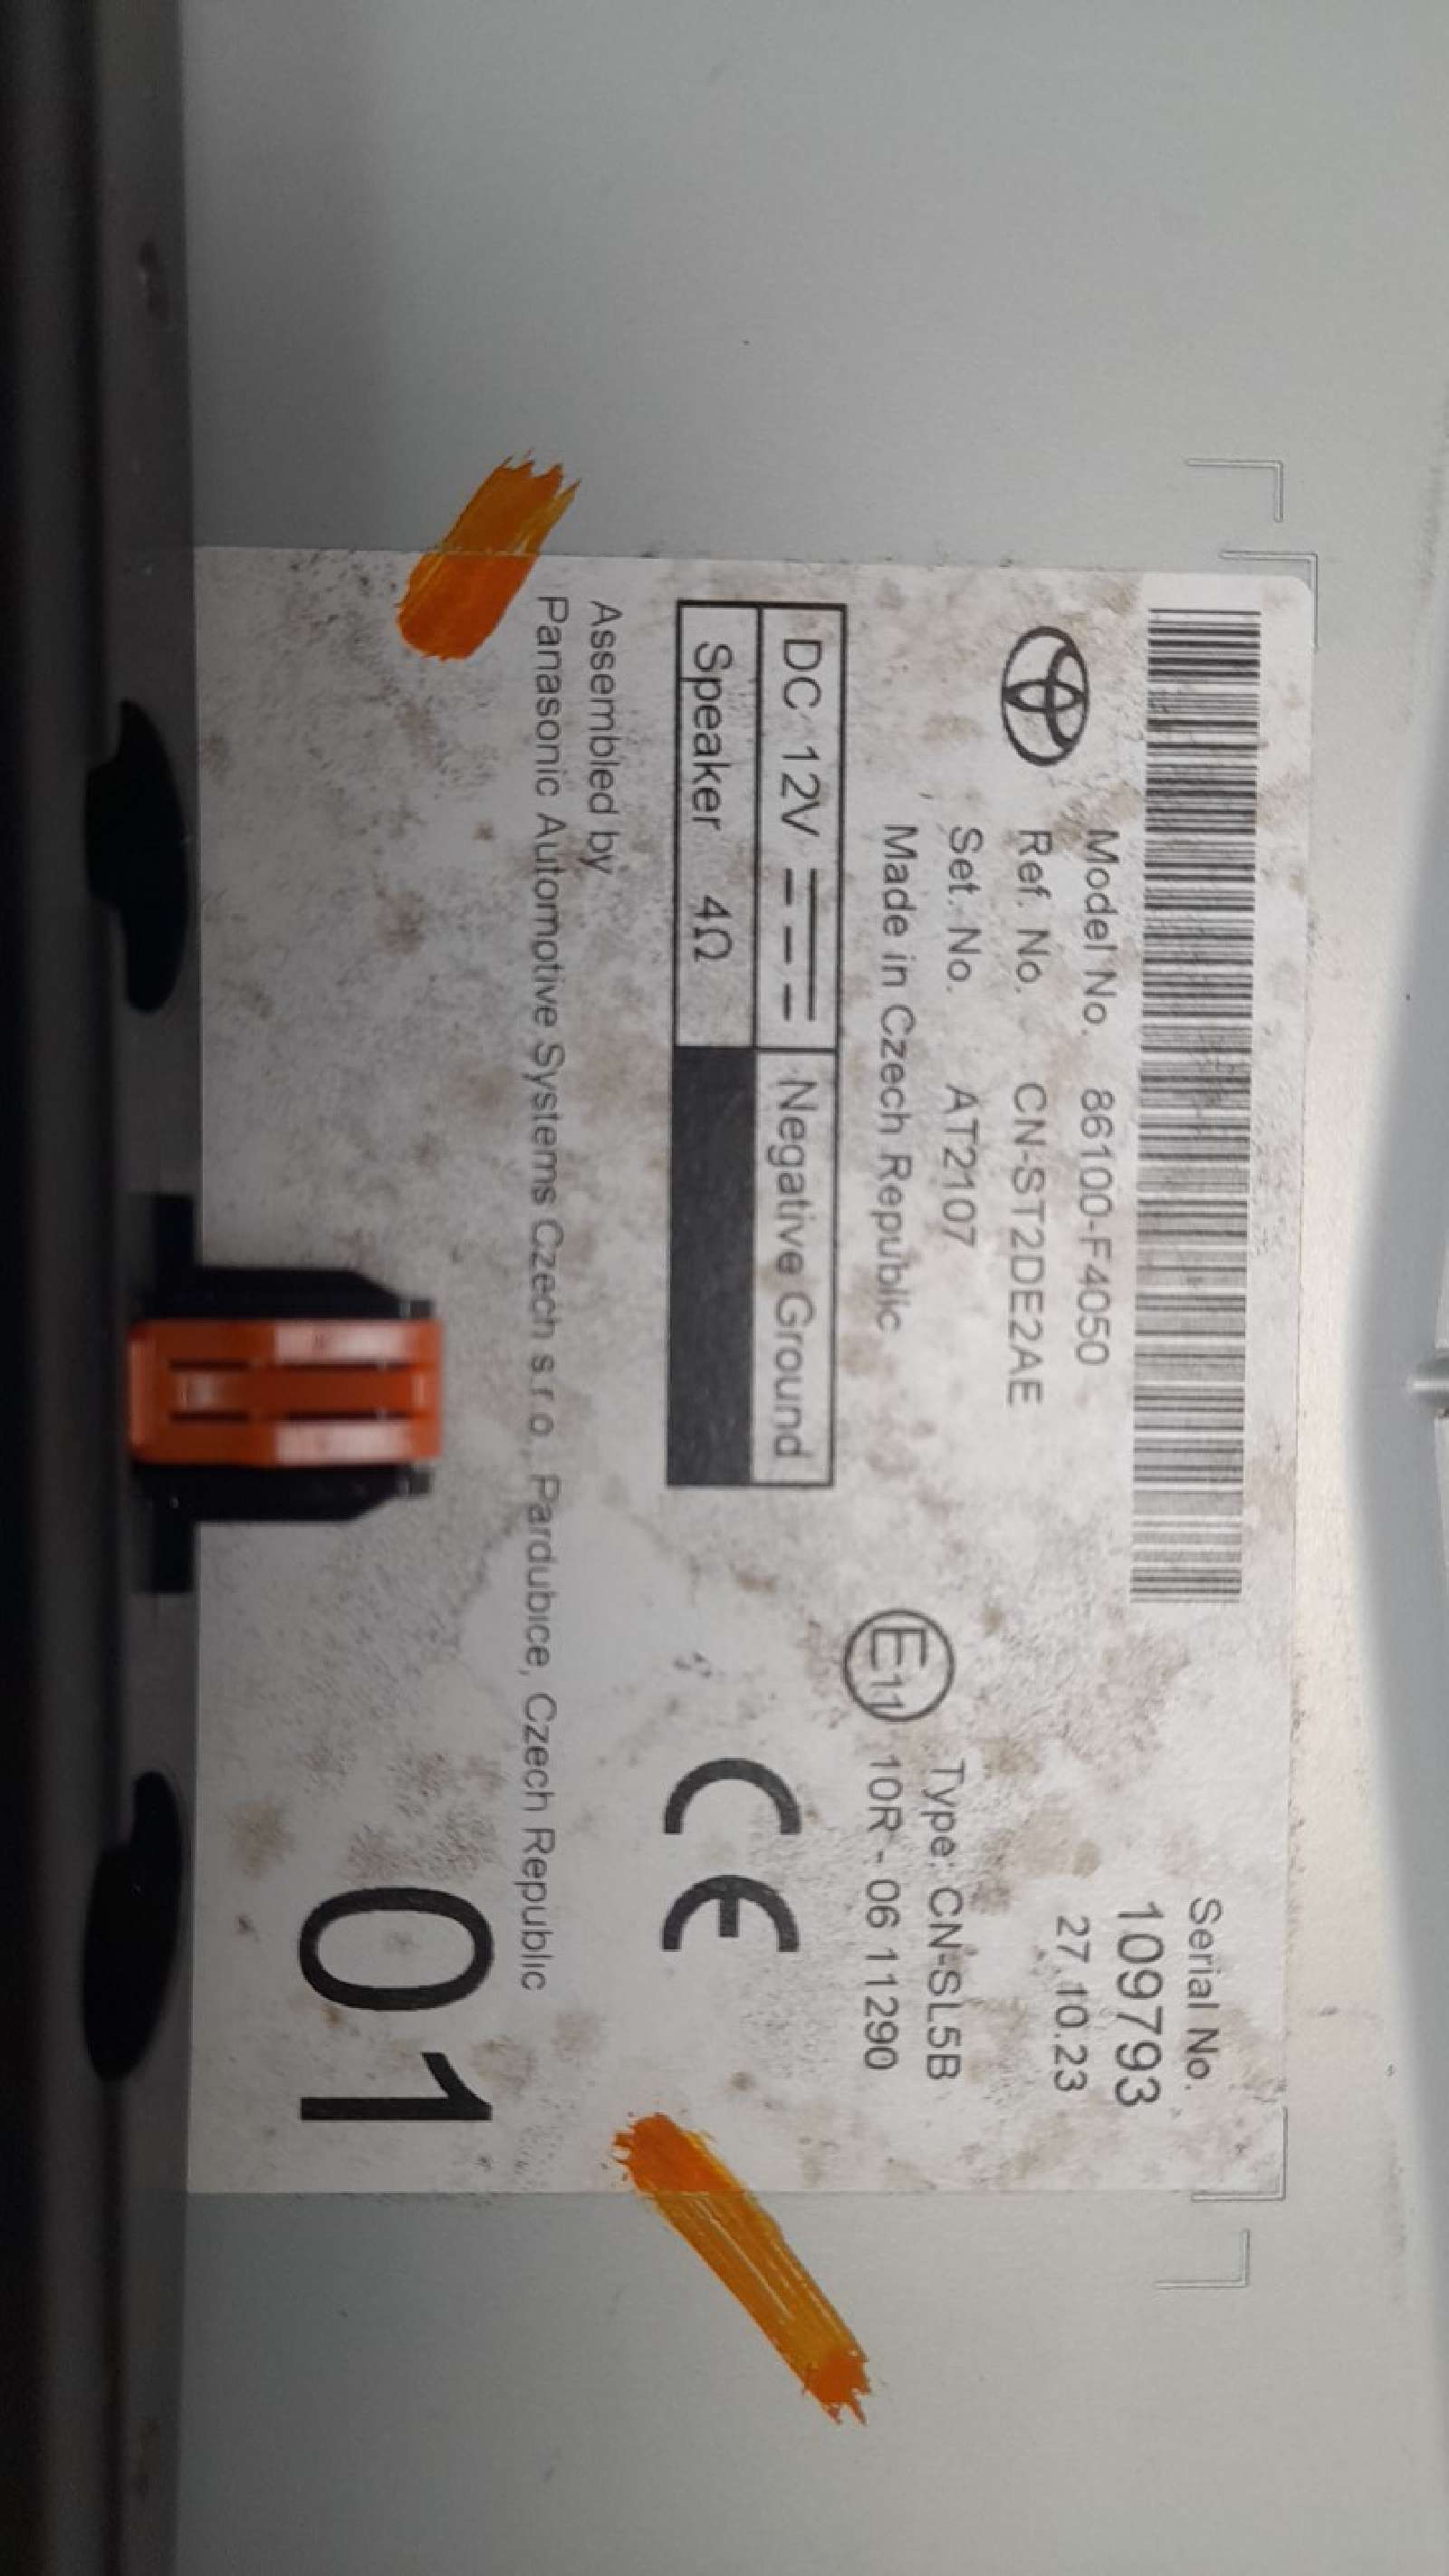 Serial No.
109793
27.10.23
Model No. 86100-F4050
Ref. No. CN-ST2DE2AE
Set. No. AT2107
Made in Czech Republic
Type: CN-SL5B
E11 10R - 06 11290
DC 12V Negative Ground
Speaker 4Ω
CE
Assembled by
Panasonic Automotive Systems Czech s.r.o. Pardubice, Czech Republic
01